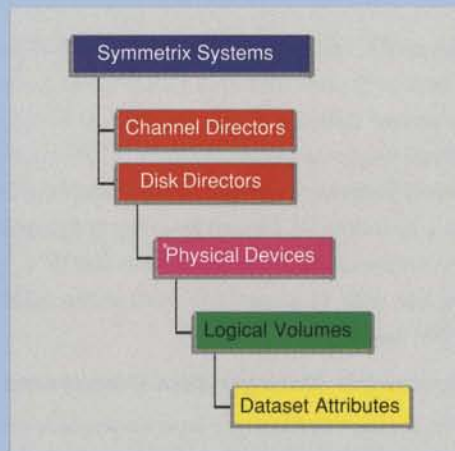 Symmetrix Systems
Channel Directors
Disk Directors
Physical Devices
Logical Volumes
Dataset Attributes